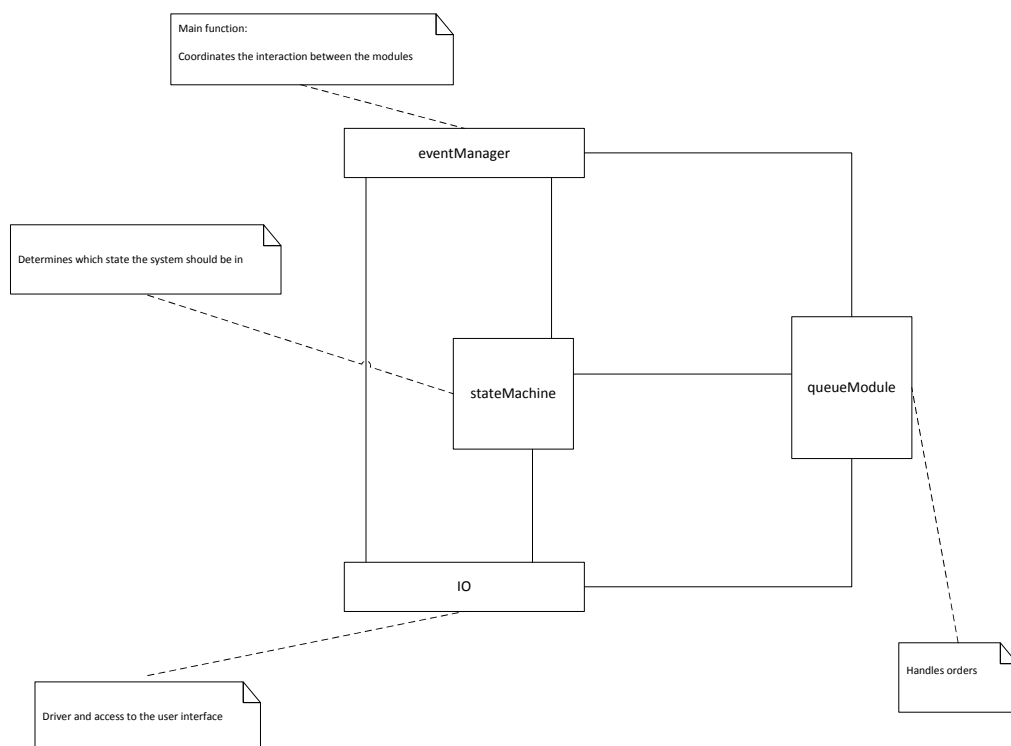 Main function:
Coordinates the interaction between the modules
eventManager
Determines which state the system should be in
stateMachine
queueModule
IO
Handles orders
Driver and access to the user interface